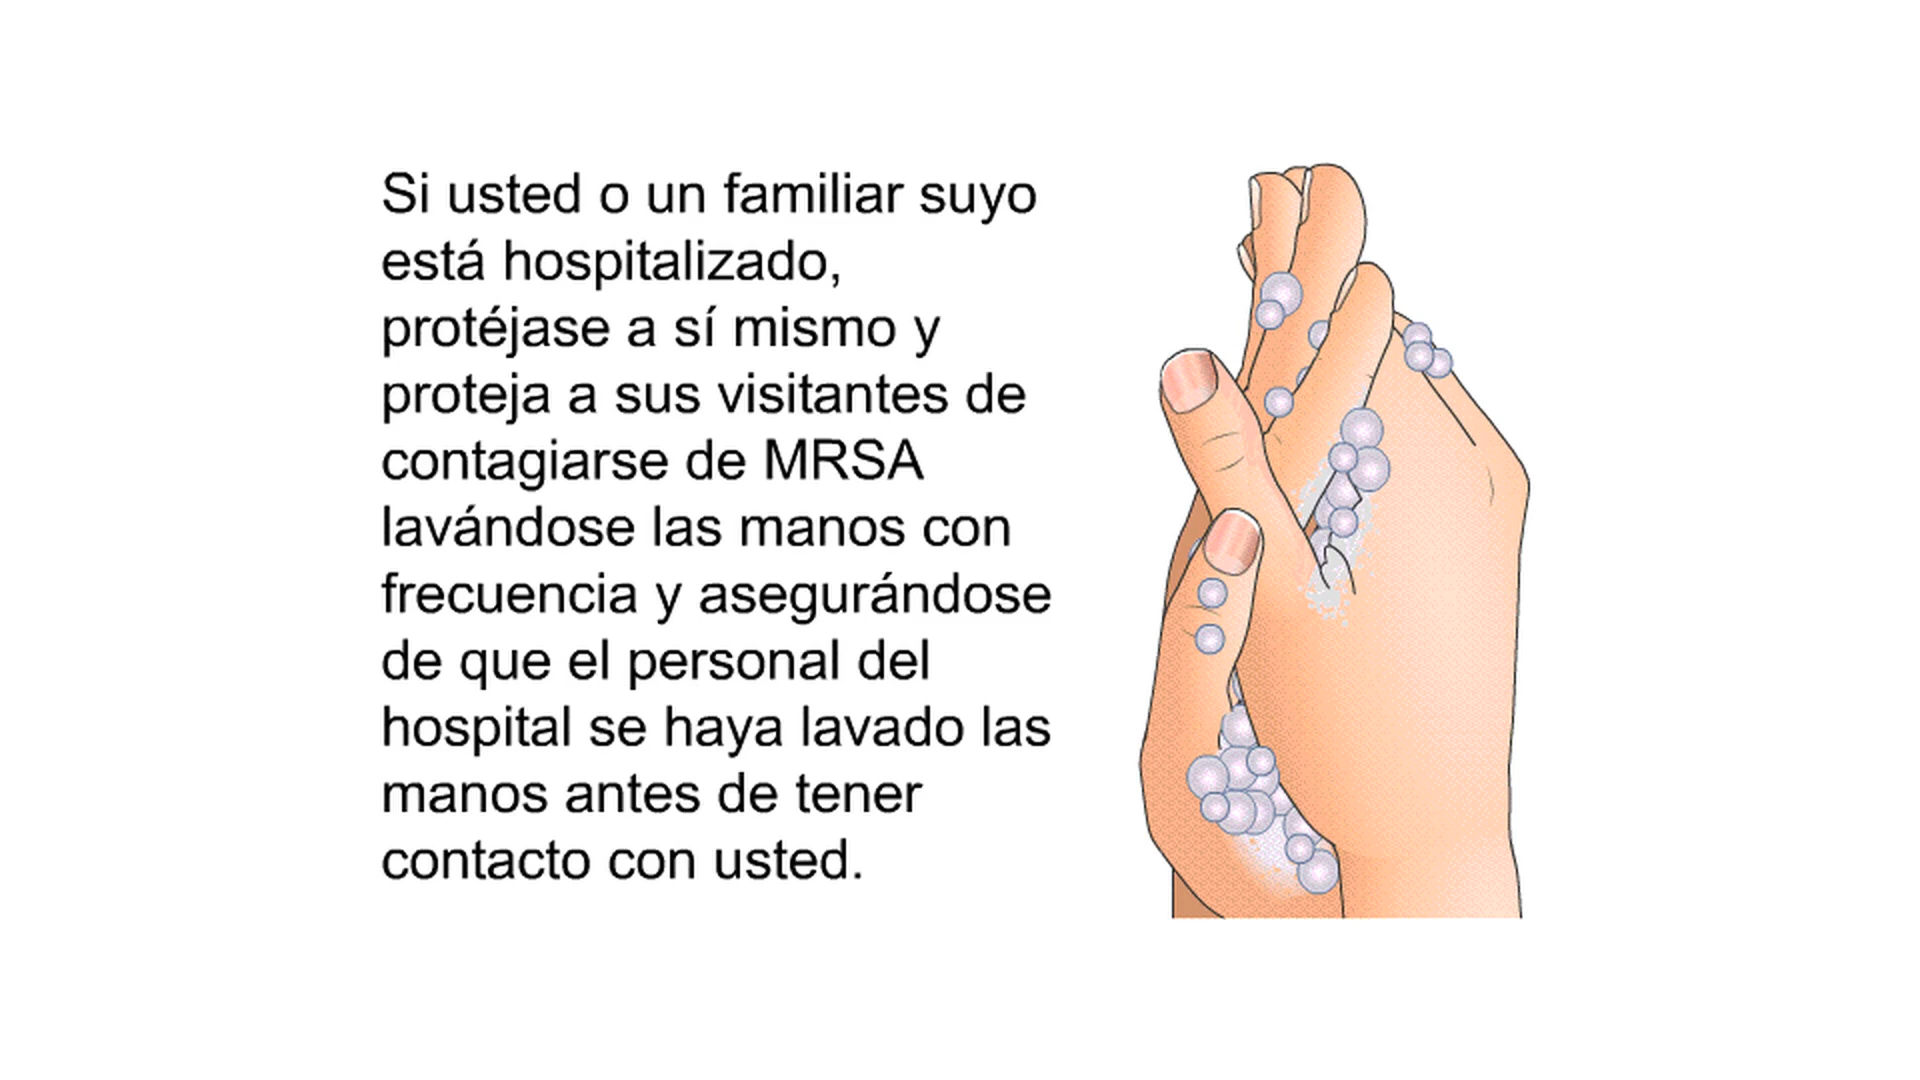 Si usted o un familiar suyo
está hospitalizado,
protéjase a sí mismo y
proteja a sus visitantes de
contagiarse de MRSA
lavándose las manos con
frecuencia y asegurándose
de que el personal del
hospital se haya lavado las
manos antes de tener
contacto con usted.